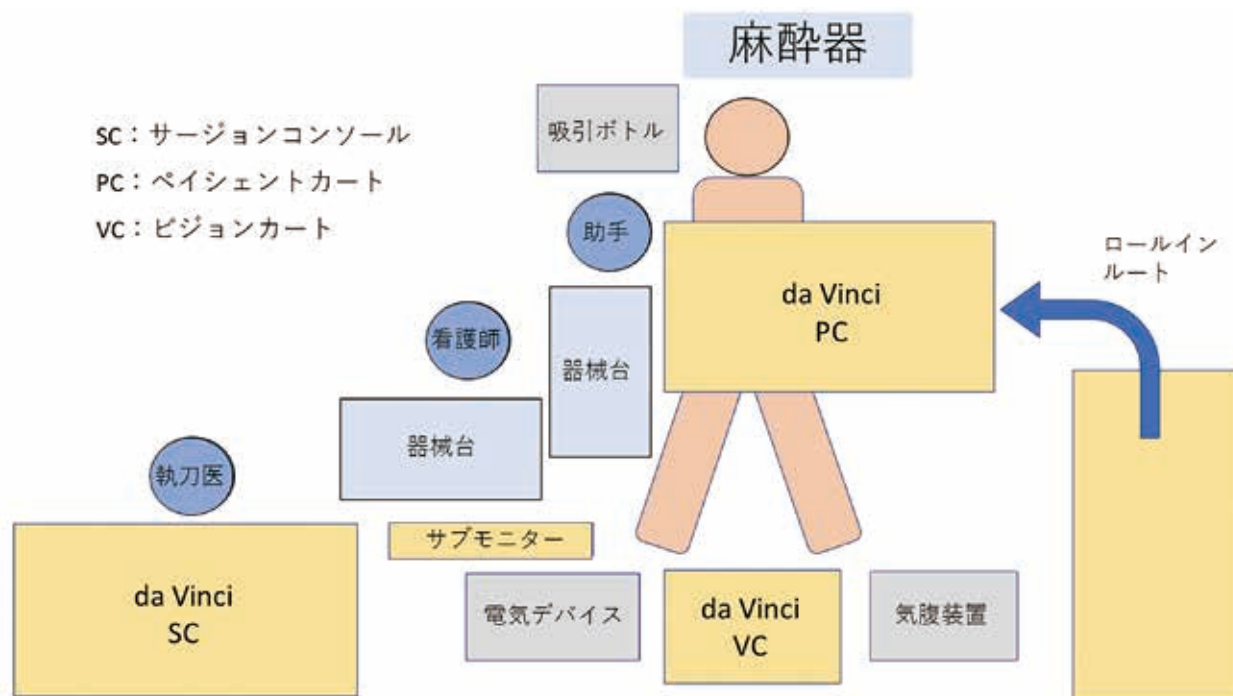 麻酔器
吸引ボトル
SC：サージョンコンソール
PC：ペイシェントカート
VC：ビジョンカート
助手
ロールイン
ルート
da Vinci
PC
看護師
器械台
器械台
執刀医
サブモニター
da Vinci
SC
電気デバイス
da Vinci
VC
気腹装置